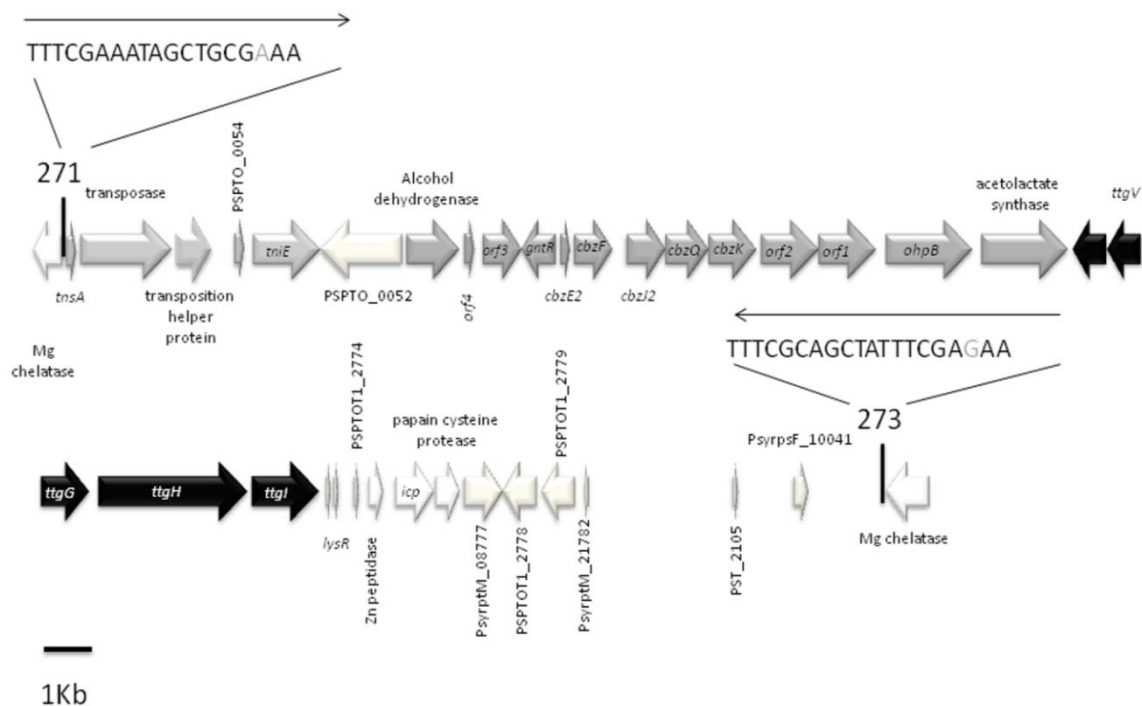 TTTCGAAATAGCTGCGAAA
271
transposase
PSPTO_0054
Alcohol
dehydrogenase
acetolactate
synthase
ttgV
tniE
orf3
gntR
cbzF
cbzQ
cbzK
orf2
orf1
ohpB
tnsA
transposition
helper
protein
PSPTO_0052
orf4
cbzE2
cbzJ2
Mg
chelatase
TTTCGCAGCTATTTCGAGAA
273
PSPTOT1_2774
papain cysteine
protease
PSPTOT1_2779
PsyrpsF_10041
ttgG
ttgH
ttgI
icp
lysR
Zn peptidase
PsyrptM_08777
PSPTOT1_2778
PsyrptM_21782
PST_2105
Mg chelatase
1Kb